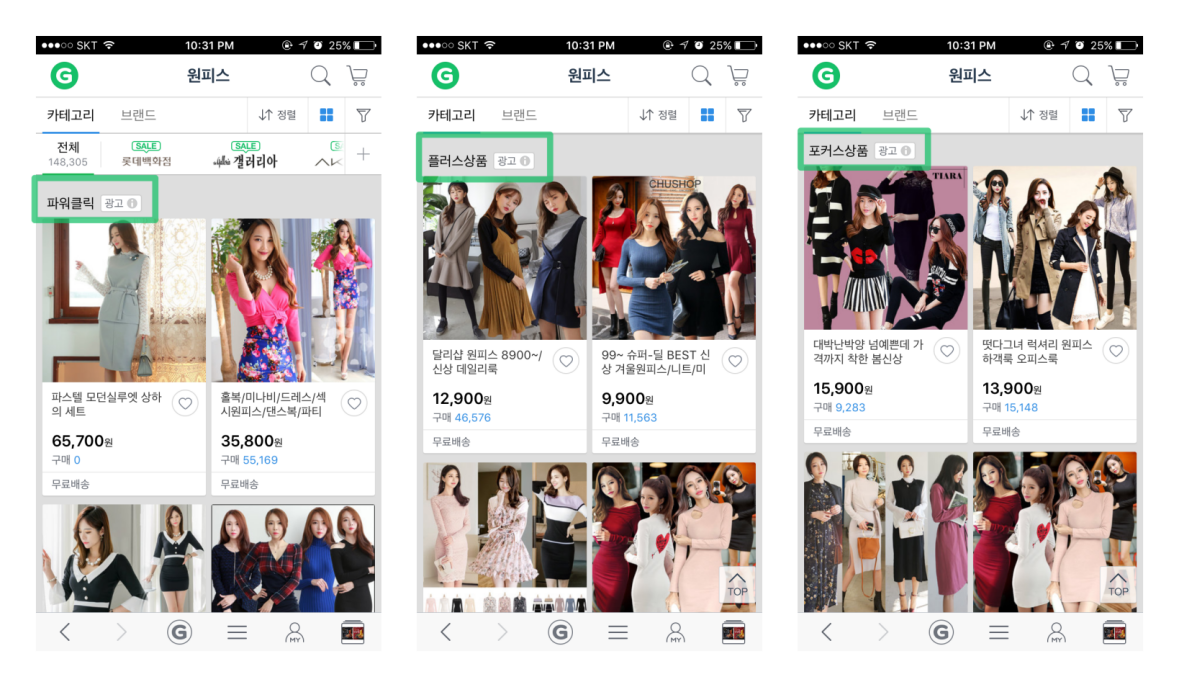 SKT 10:31 PM 25%
G 원피스
카테고리 브랜드 정렬
전체 SALE SALE
148,305 롯데백화점 갤러리아
파워클릭 광고
파스텔 모던실루엣 상하
의 세트
65,700원
구매 0
무료배송
홀복/미나비/드레스/섹
시원피스/댄스복/파티
35,800원
구매 55,169
무료배송
G MY
SKT 10:31 PM 25%
G 원피스
카테고리 브랜드 정렬
플러스상품 광고
CHUSHOP
달리샵 원피스 8900~/
신상 데일리룩
12,900원
구매 46,576
무료배송
99~ 슈퍼-딜 BEST 신
상 겨울원피스/니트/미
9,900원
구매 11,563
무료배송
TOP
G MY
SKT 10:31 PM 25%
G 원피스
카테고리 브랜드 정렬
포커스상품 광고
TIARA
대박난박양 넘예쁜데 가
격까지 착한 봄신상
15,900원
구매 9,283
무료배송
떳다그녀 럭셔리 원피스
하객룩 오피스룩
13,900원
구매 15,148
무료배송
TOP
G MY